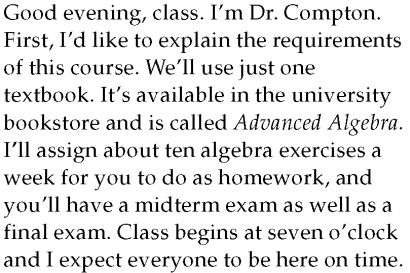 Good evening, class. I’m Dr. Compton.
First, I’d like to explain the requirements
of this course. We’ll use just one
textbook. It’s available in the university
bookstore and is called Advanced Algebra.
I’ll assign about ten algebra exercises a
week for you to do as homework, and
you’ll have a midterm exam as well as a
final exam. Class begins at seven o’clock
and I expect everyone to be here on time.